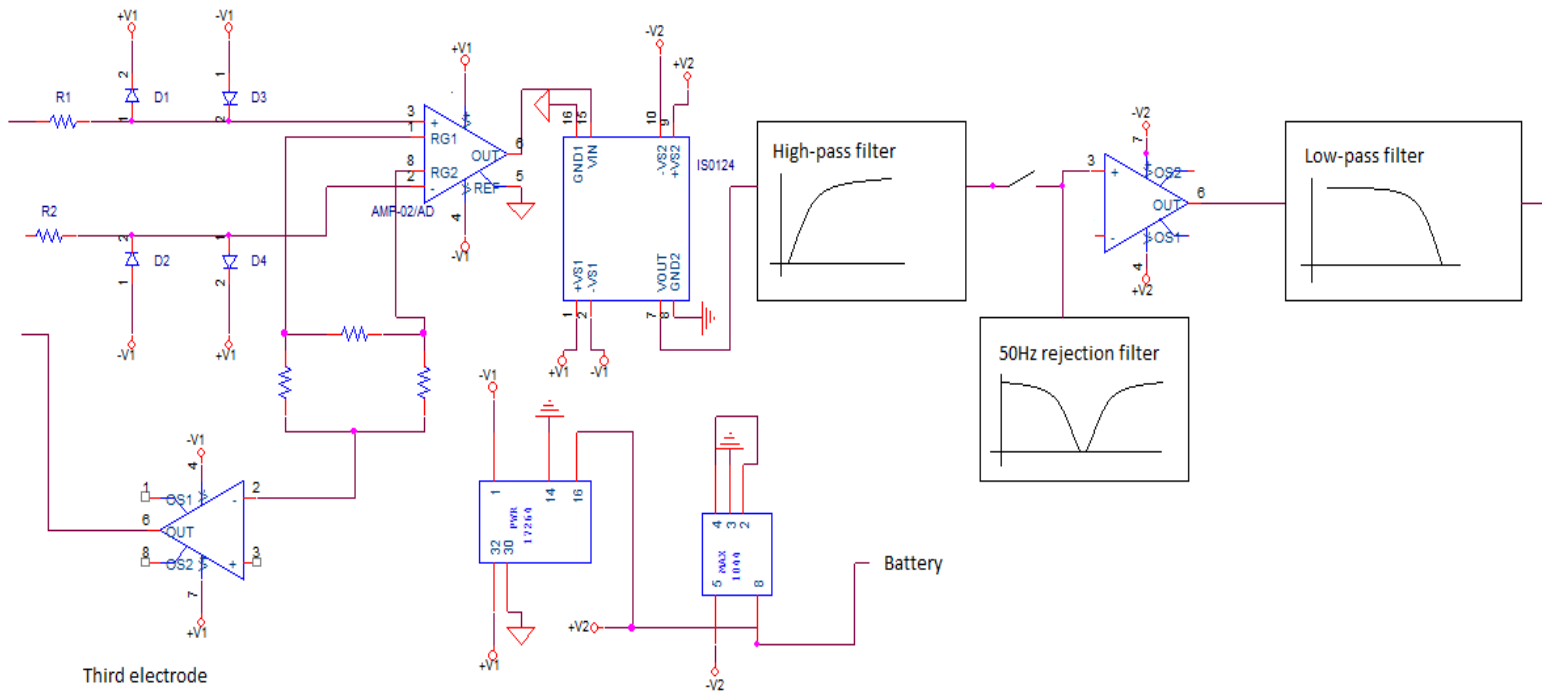 +V1
-V1
R1
2
1
D1
1
2
D3
+V1
3
1
8
2
+
RG1
RG2
-
OUT
REF
6
5
4
AMP-02/AD
-V1
R2
2
1
D2
1
2
D4
-V1
+V1
16
15
GND1
VIN
-V2
+V2
10
9
-VS2
+VS2
IS0124
+VS1
-VS1
VOUT
GND2
1
2
7
8
+V1
-V1
High-pass filter
-V2
7
3
+
OS2
OUT
6
-
OS1
4
+V2
Low-pass filter
50Hz rejection filter
-V1
4
1
OS1
-
2
6
OUT
8
OS2
+
3
7
+V1
Third electrode
-V1
1
14
16
PWR
17264
32
30
+V1
+V2
4
3
2
MAX
1044
5
8
-V2
Battery